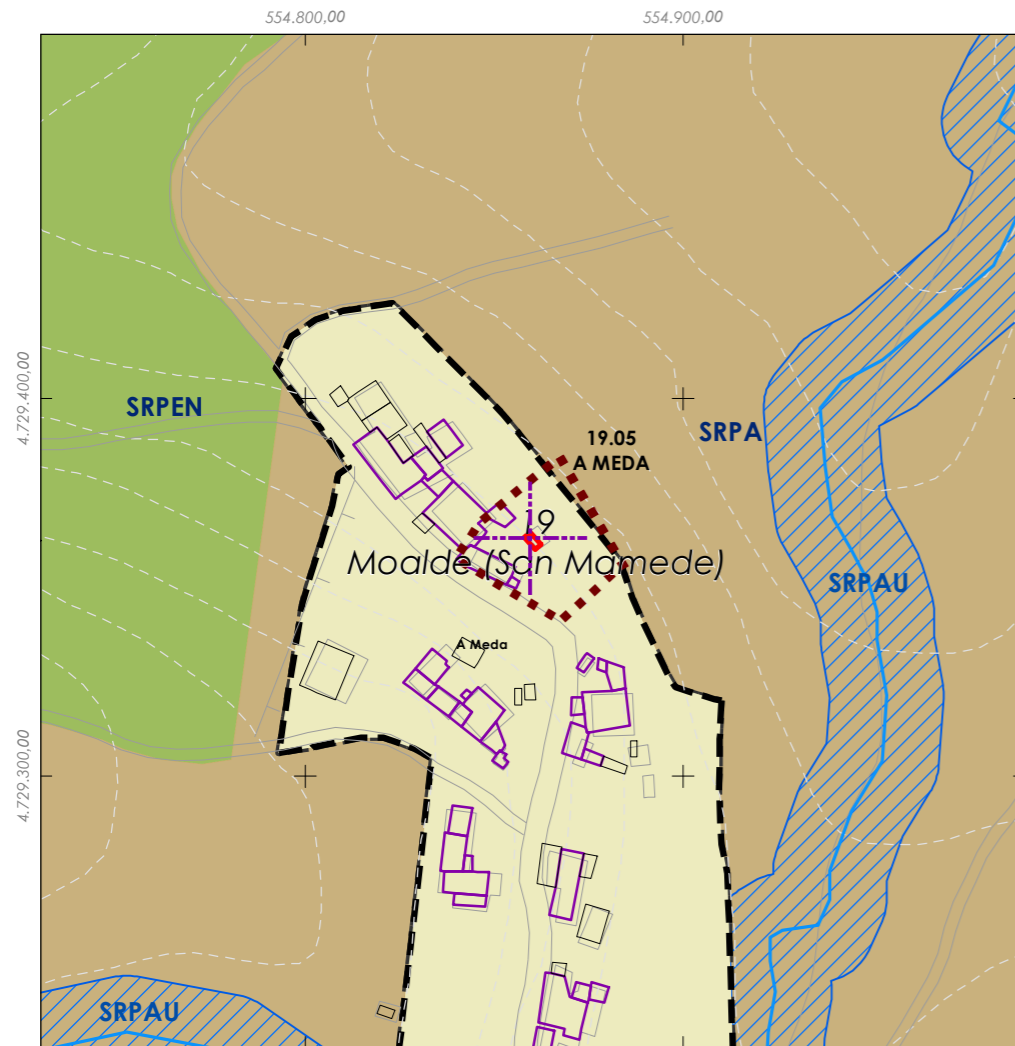 554.800,00
554.900,00
4.729.400,00
4.729.300,00
SRPEN
SRPA
19.05
A MEDA
19
Moalde (San Mamede)
SRPAU
A Meda
SRPAU